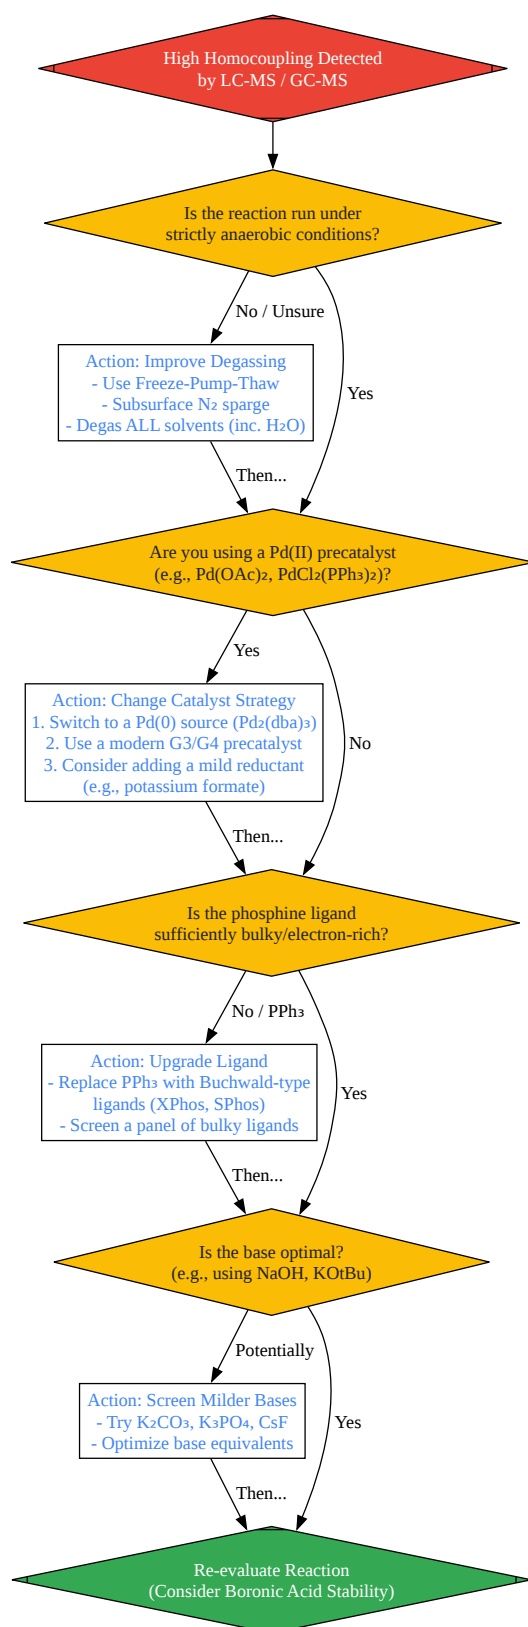 High Homocoupling Detected
by LC-MS / GC-MS
Is the reaction run under
strictly anaerobic conditions?
No / Unsure
Action: Improve Degassing
- Use Freeze-Pump-Thaw
- Subsurface N₂ sparge
- Degas ALL solvents (inc. H₂O)
Yes
Then...
Are you using a Pd(II) precatalyst
(e.g., Pd(OAc)₂, PdCl₂(PPh₃)₂)?
Yes
Action: Change Catalyst Strategy
1. Switch to a Pd(0) source (Pd₂(dba)₃)
2. Use a modern G3/G4 precatalyst
3. Consider adding a mild reductant
(e.g., potassium formate)
No
Then...
Is the phosphine ligand
sufficiently bulky/electron-rich?
No / PPh₃
Action: Upgrade Ligand
- Replace PPh₃ with Buchwald-type
ligands (XPhos, SPhos)
- Screen a panel of bulky ligands
Yes
Then...
Is the base optimal?
(e.g., using NaOH, KOtBu)
Potentially
Action: Screen Milder Bases
- Try K₂CO₃, K₃PO₄, CsF
- Optimize base equivalents
Yes
Then...
Re-evaluate Reaction
(Consider Boronic Acid Stability)